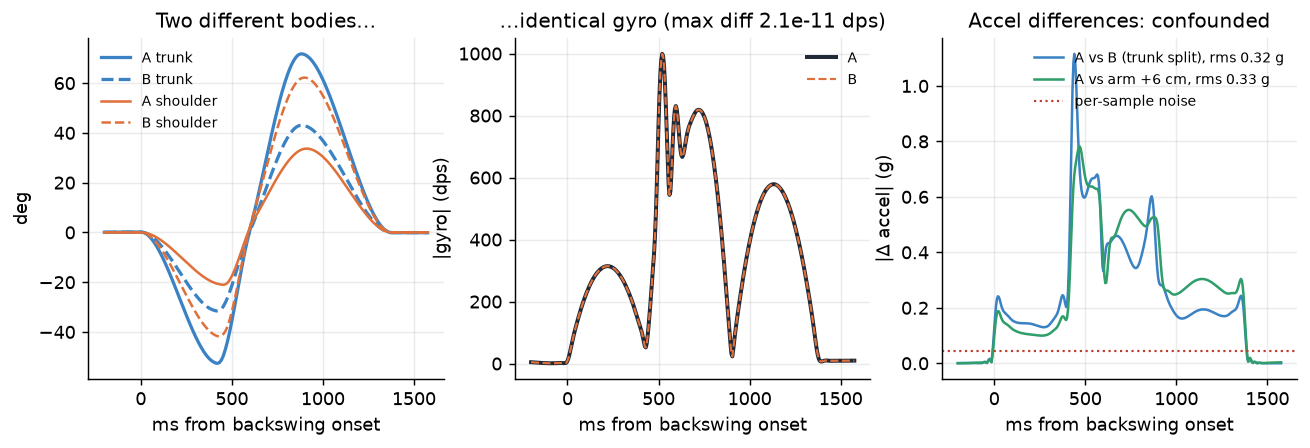 Two different bodies…
deg
60
40
20
0
−20
−40
A trunk
B trunk
A shoulder
B shoulder
0
500
1000
1500
ms from backswing onset
…identical gyro (max diff 2.1e-11 dps)
|gyro| (dps)
1000
800
600
400
200
0
A
B
0
500
1000
1500
ms from backswing onset
Accel differences: confounded
|Δ accel| (g)
1.0
0.8
0.6
0.4
0.2
0.0
A vs B (trunk split), rms 0.32 g
A vs arm +6 cm, rms 0.33 g
per-sample noise
0
500
1000
1500
ms from backswing onset